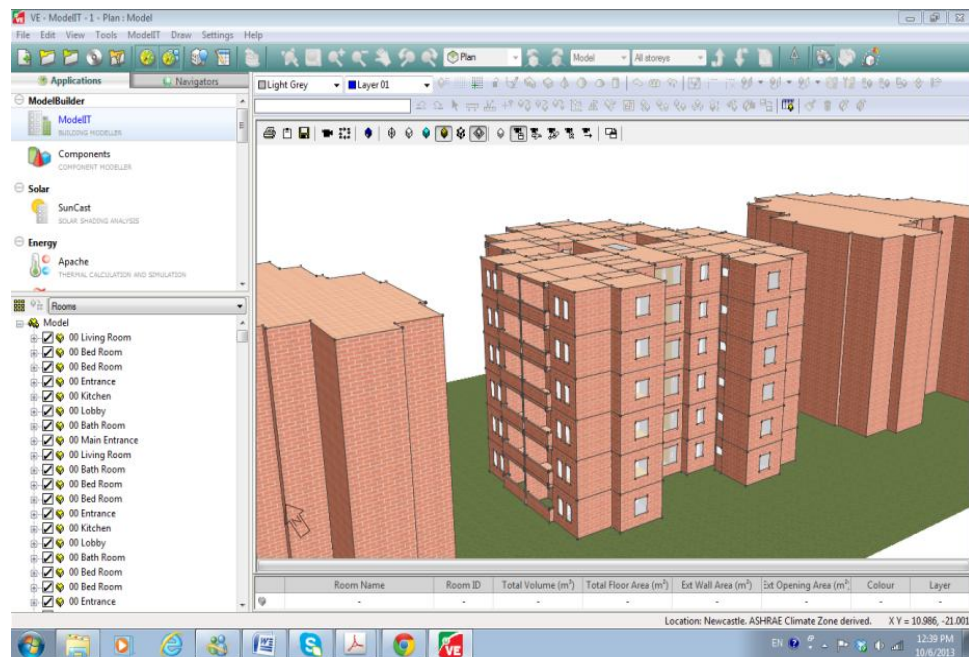 VE - ModelIT - 1 - Plan : Model
File Edit View Tools ModelIT Draw Settings Help
Plan Model All storeys
Applications Navigators
Light Grey Layer 01
ModelBuilder
ModelIT
BUILDING MODELLER
Components
COMPONENT MODELLER
Solar
SunCast
SOLAR SHADING ANALYSIS
Energy
Apache
THERMAL CALCULATION AND SIMULATION
Rooms
Model
00 Living Room
00 Bed Room
00 Bed Room
00 Entrance
00 Kitchen
00 Lobby
00 Bath Room
00 Main Entrance
00 Living Room
00 Bath Room
00 Bed Room
00 Bed Room
00 Entrance
00 Kitchen
00 Lobby
00 Bath Room
00 Bed Room
00 Bed Room
00 Entrance
Room Name Room ID Total Volume (m³) Total Floor Area (m²) Ext Wall Area (m²) Ext Opening Area (m² Colour Layer
- - - - - - - -
Location: Newcastle. ASHRAE Climate Zone derived. X Y = 10.986, -21.001
EN 12:39 PM
10/6/2013